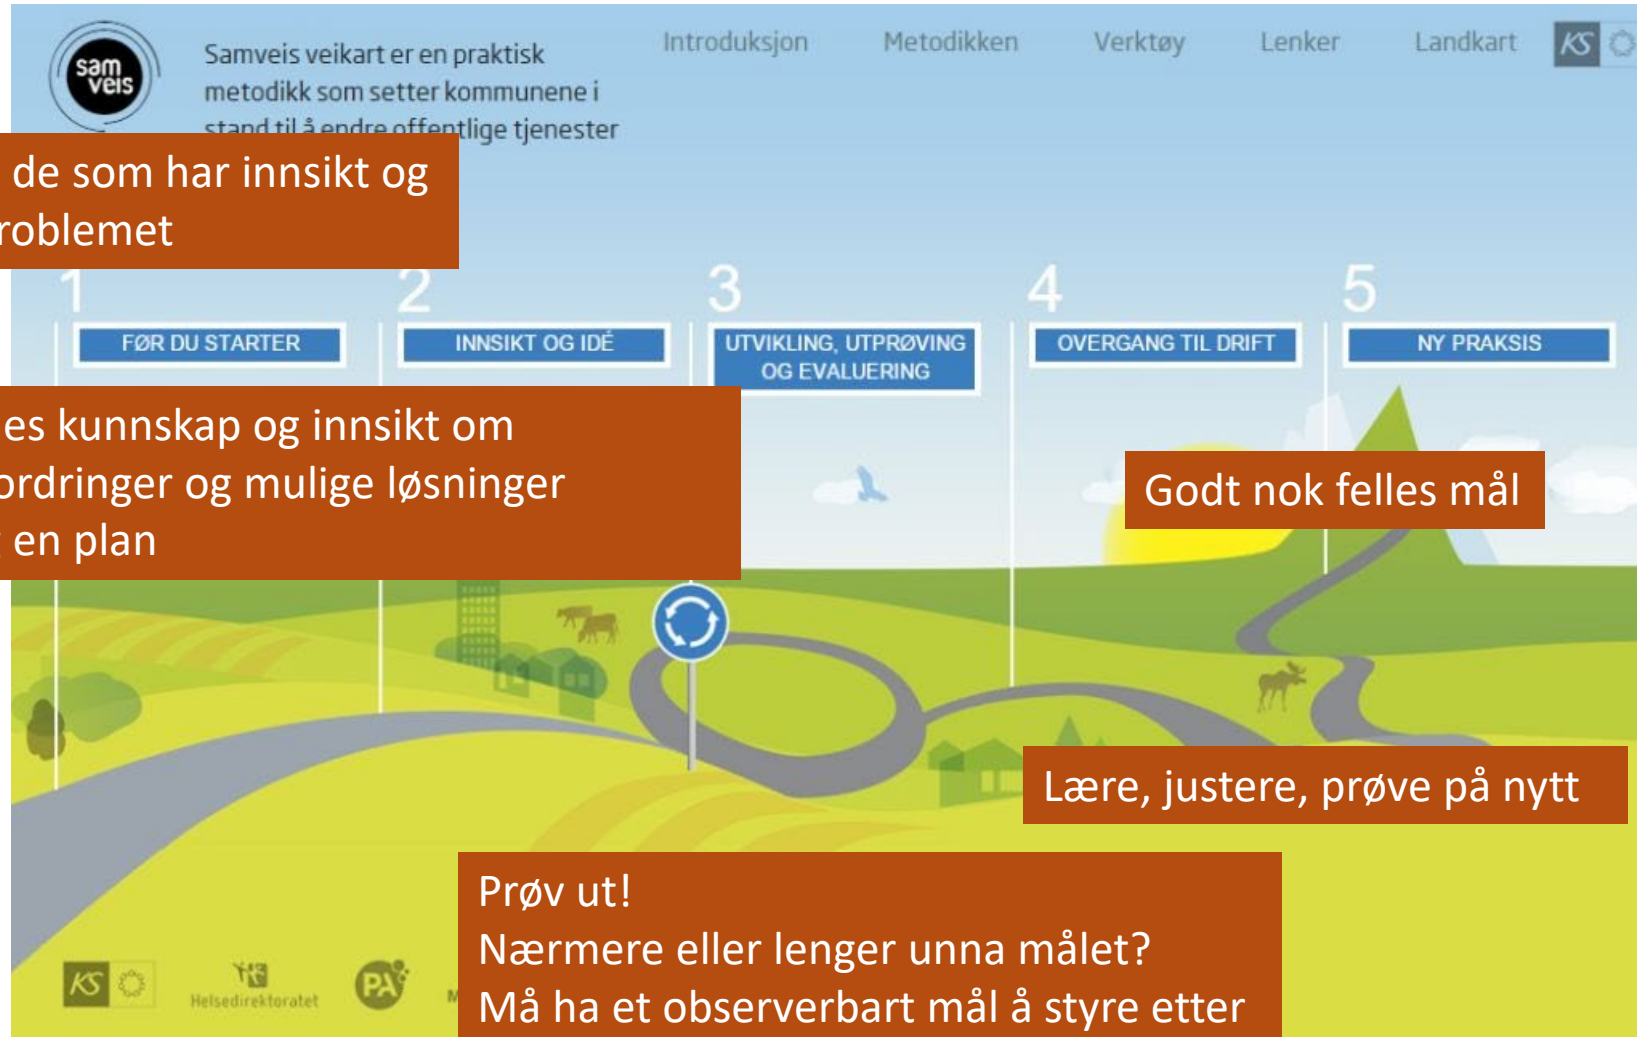 sam
veis
Samveis veikart er en praktisk
metodikk som setter kommunene i
stand til å endre offentlige tjenester
Introduksjon
Metodikken
Verktøy
Lenker
Landkart
KS
de som har innsikt og
roblemet
1
2
3
4
5
FØR DU STARTER
INNSIKT OG IDÉ
UTVIKLING, UTPRØVING
OG EVALUERING
OVERGANG TIL DRIFT
NY PRAKSIS
es kunnskap og innsikt om
ordringer og mulige løsninger
en plan
Godt nok felles mål
Lære, justere, prøve på nytt
Prøv ut!
Nærmere eller lenger unna målet?
Må ha et observerbart mål å styre etter
KS
Helsedirektoratet
PA
M